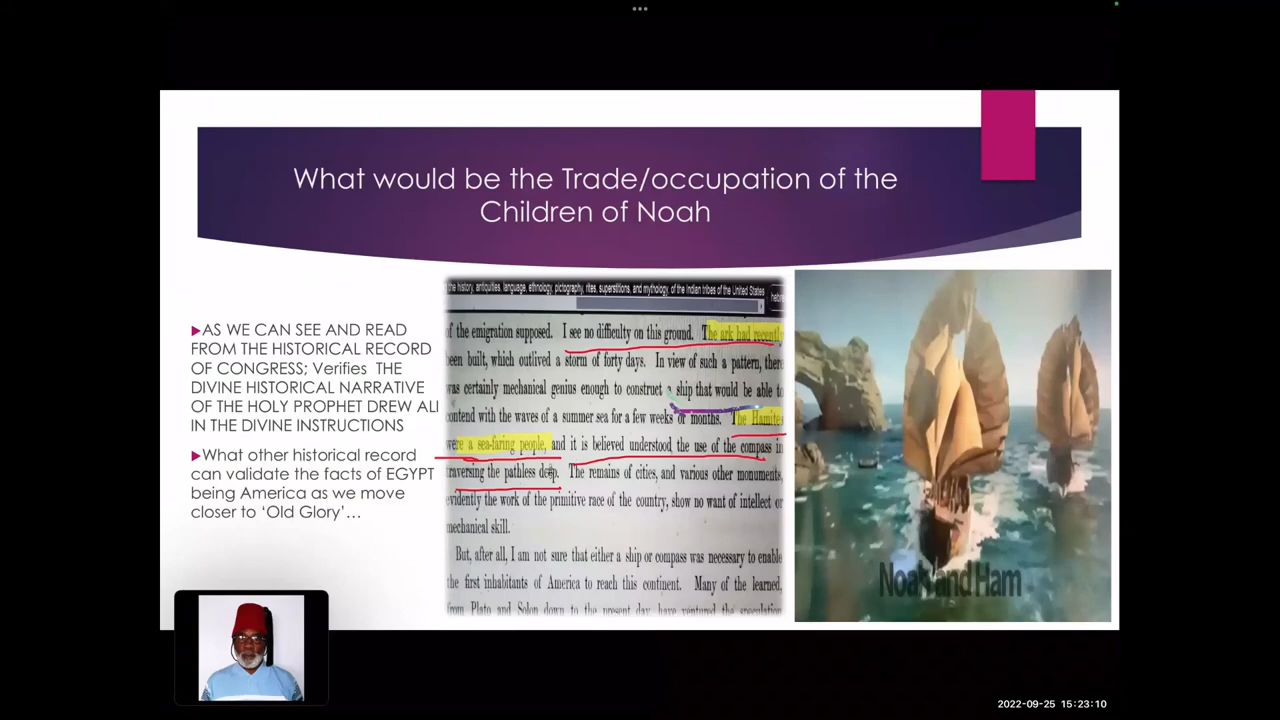 What would be the Trade/occupation of the
Children of Noah
▶AS WE CAN SEE AND READ
FROM THE HISTORICAL RECORD
OF CONGRESS; Verifies THE
DIVINE HISTORICAL NARRATIVE
OF THE HOLY PROPHET DREW ALI
IN THE DIVINE INSTRUCTIONS
▶What other historical record
can validate the facts of EGYPT
being America as we move
closer to ‘Old Glory’…
the history, antiquities, language, ethnology, pictography, rites, superstitions, and mythology, of the Indian tribes of the United States
of the emigration supposed. I see no difficulty on this ground. The ark had recently
been built, which outlived a storm of forty days. In view of such a pattern, there
was certainly mechanical genius enough to construct a ship that would be able to
contend with the waves of a summer sea for a few weeks or months. The Hamites
were a sea-faring people, and it is believed understood the use of the compass in
traversing the pathless deep. The remains of cities, and various other monuments,
evidently the work of the primitive race of the country, show no want of intellect or
mechanical skill.
But, after all, I am not sure that either a ship or compass was necessary to enable
the first inhabitants of America to reach this continent. Many of the learned,
from Plato and Solon down to the present day, have ventured the speculation
Noah and Ham
2022-09-25 15:23:10